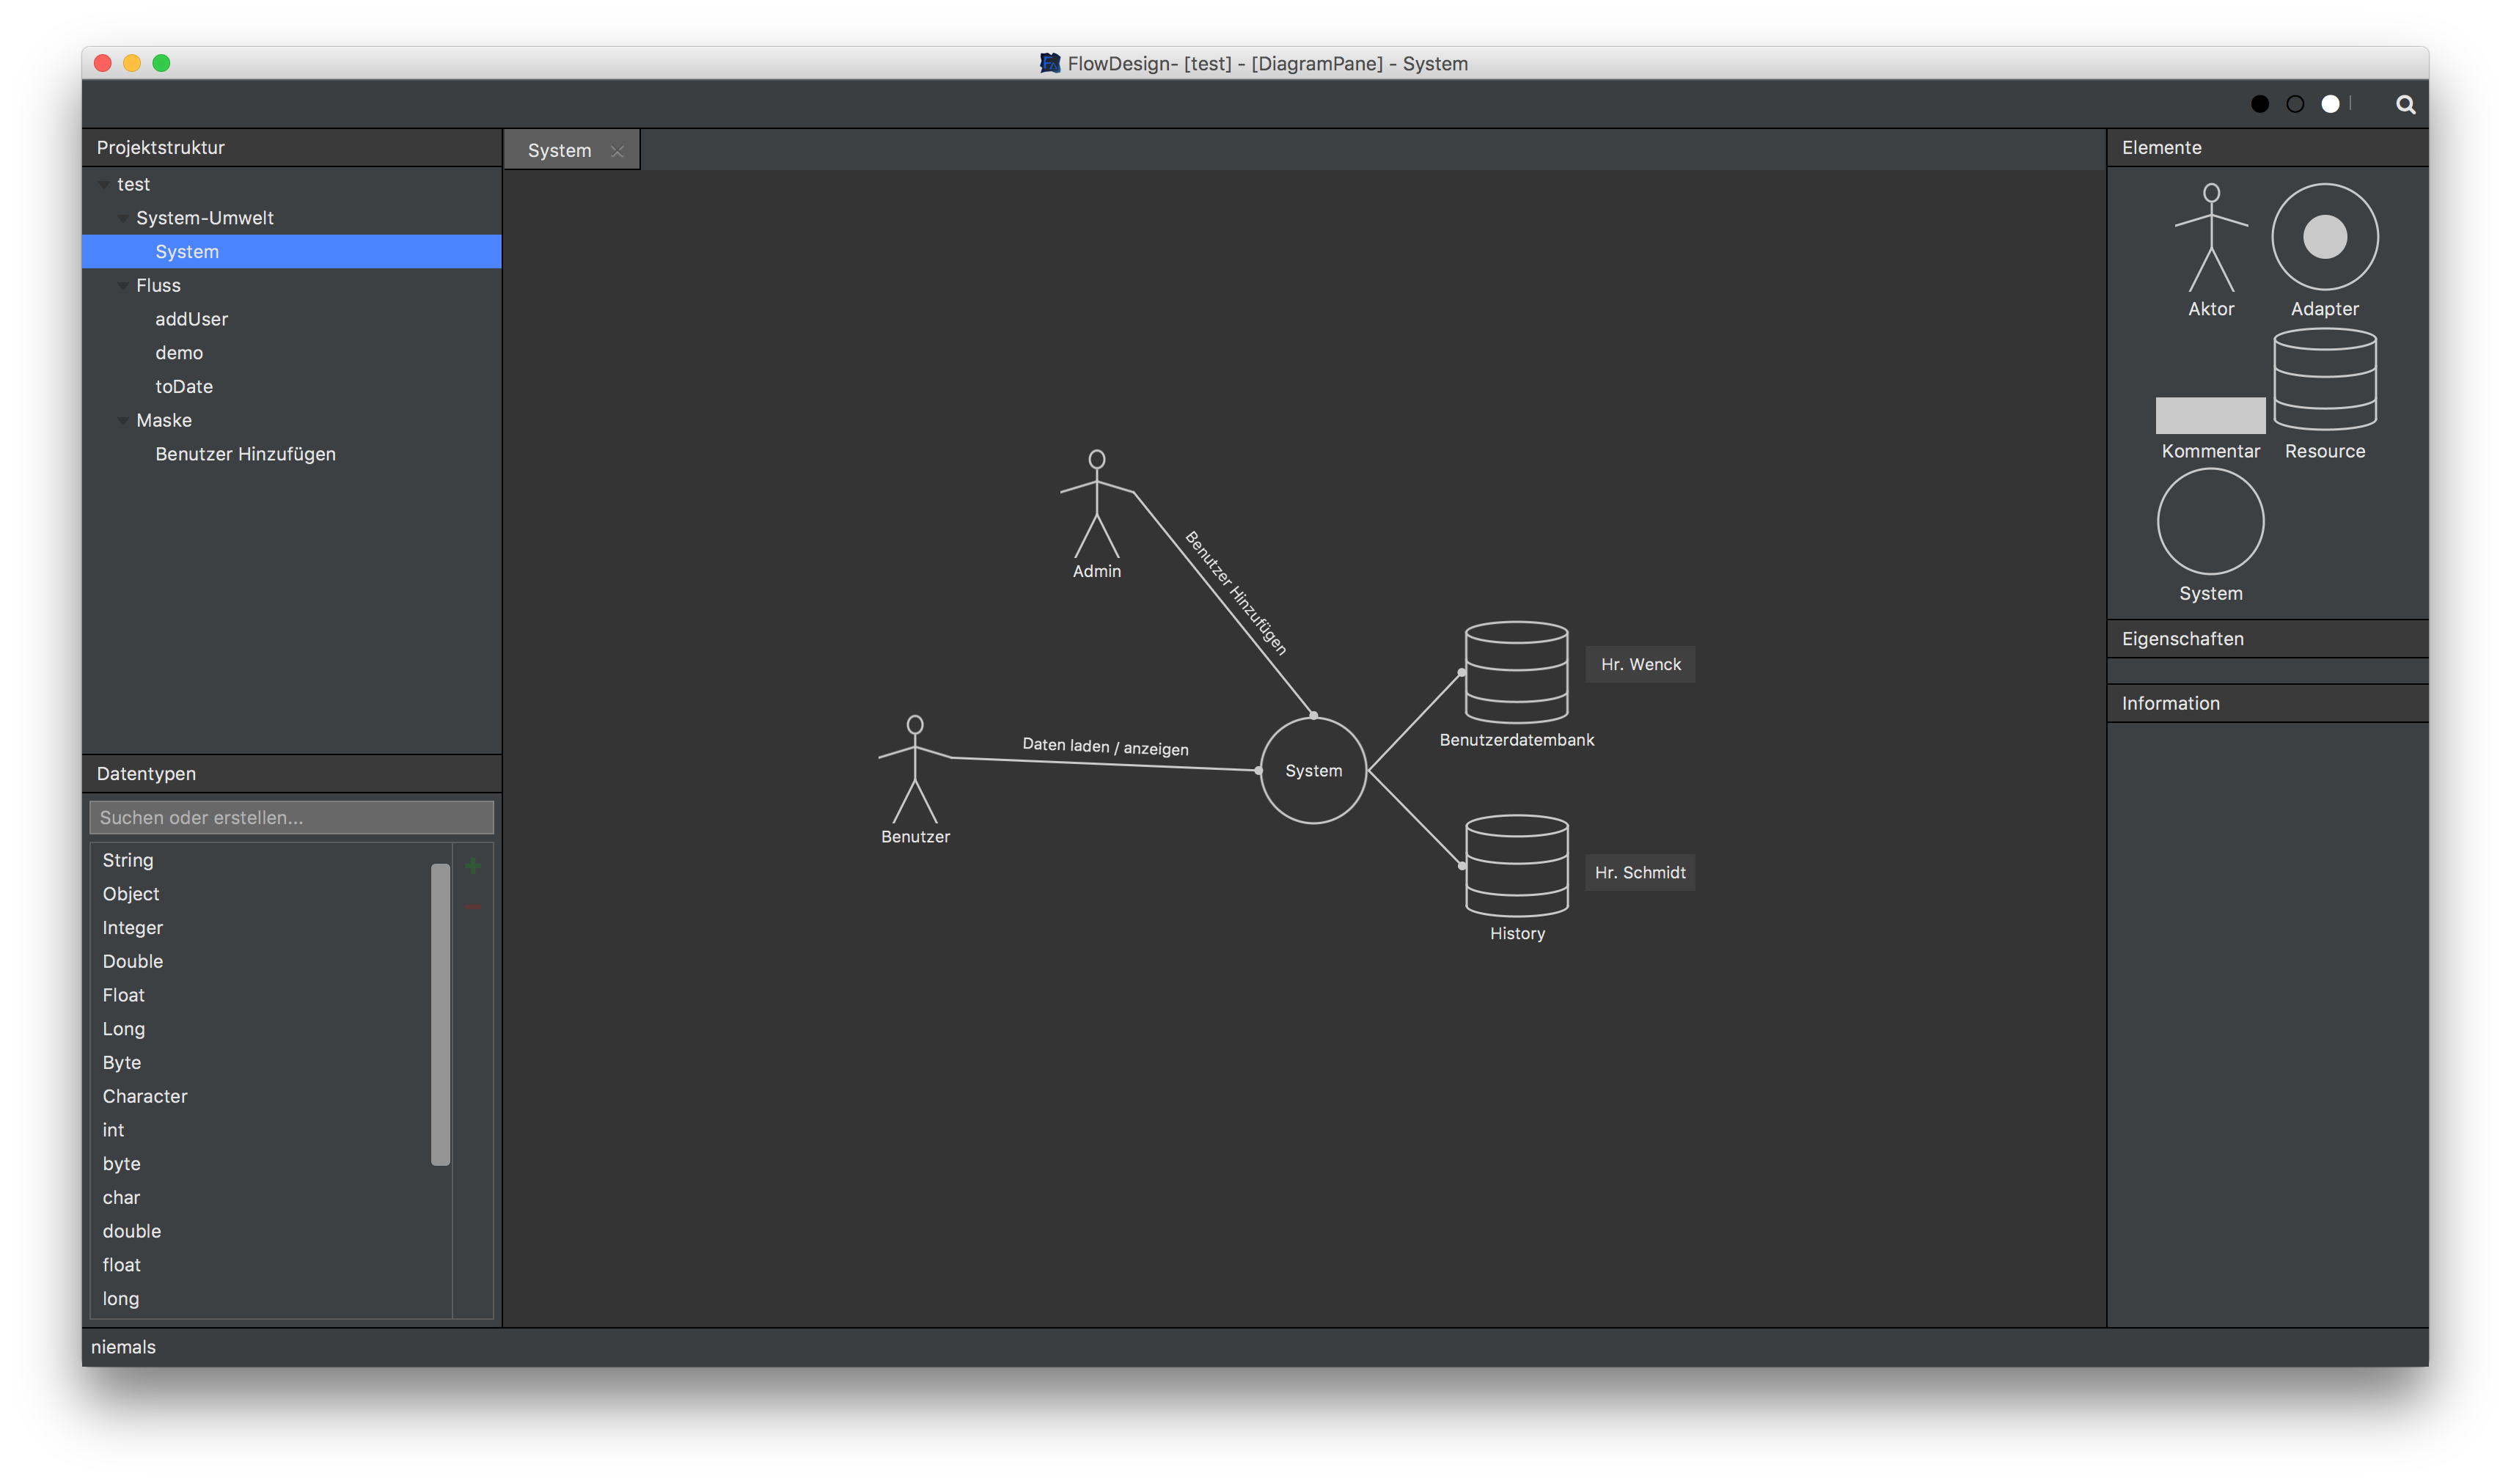 FlowDesign- [test] - [DiagramPane] - System
Projektstruktur
test
System-Umwelt
System
Fluss
addUser
demo
toDate
Maske
Benutzer Hinzufügen
Datentypen
Suchen oder erstellen...
String
Object
Integer
Double
Float
Long
Byte
Character
int
byte
char
double
float
long
niemals
System
Admin
Benutzer Hinzufügen
Benutzer
Daten laden / anzeigen
System
Benutzerdatembank
Hr. Wenck
History
Hr. Schmidt
Elemente
Aktor
Adapter
Kommentar
Resource
System
Eigenschaften
Information